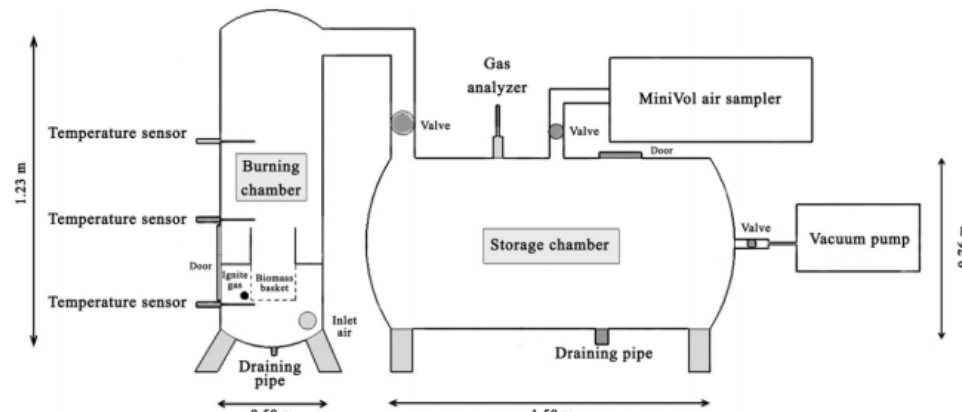 Gas
analyzer
MiniVol air sampler
Valve
Valve
Door
Temperature sensor
Burning
chamber
1.23 m
Temperature sensor
Storage chamber
Valve
Vacuum pump
Door
Ignite
gas
Biomass
basket
Temperature sensor
Inlet
air
Draining
pipe
Draining pipe